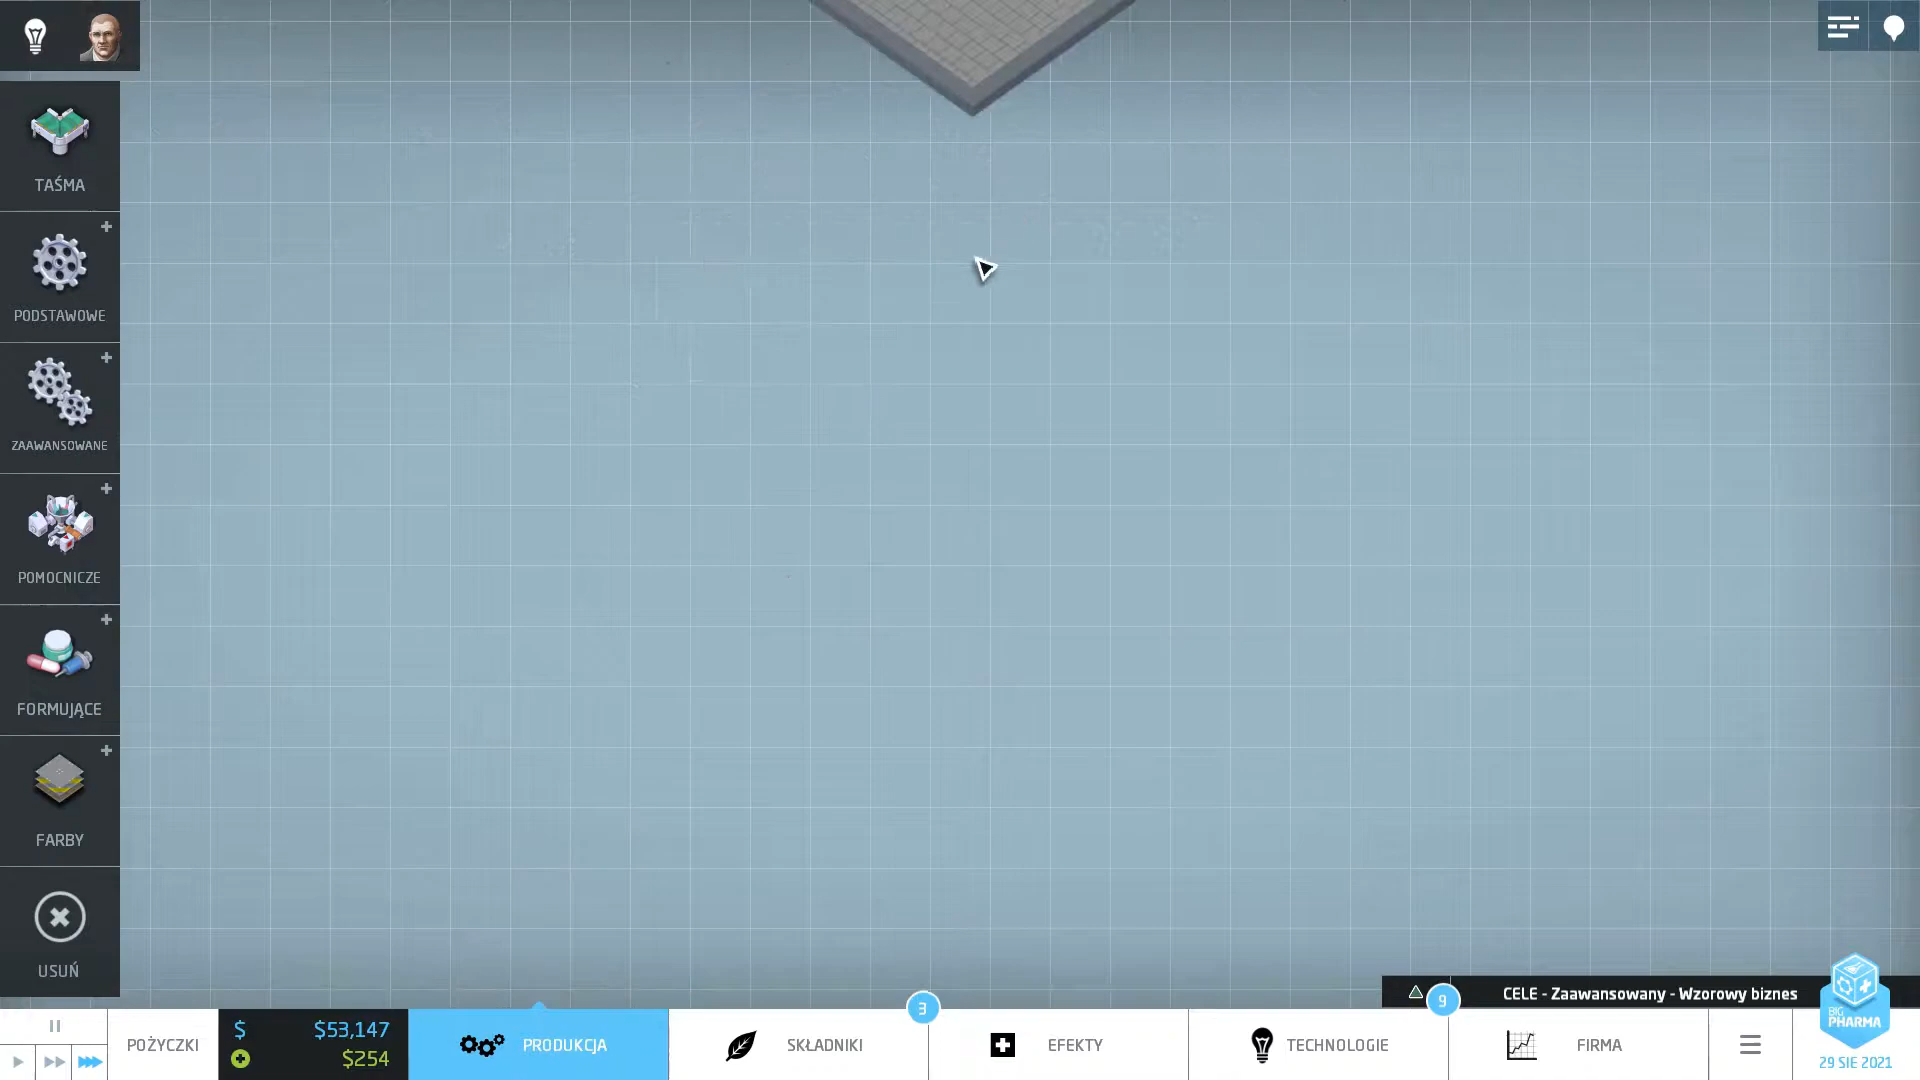 TAŚMA
PODSTAWOWE
ZAAWANSOWANE
POMOCNICZE
FORMUJĄCE
FARBY
USUŃ
9
CELE - Zaawansowany - Wzorowy biznes
BIG PHARMA
29 SIE 2021
POŻYCZKI
$ $53,147
$254
PRODUKCJA
SKŁADNIKI
3
EFEKTY
TECHNOLOGIE
FIRMA